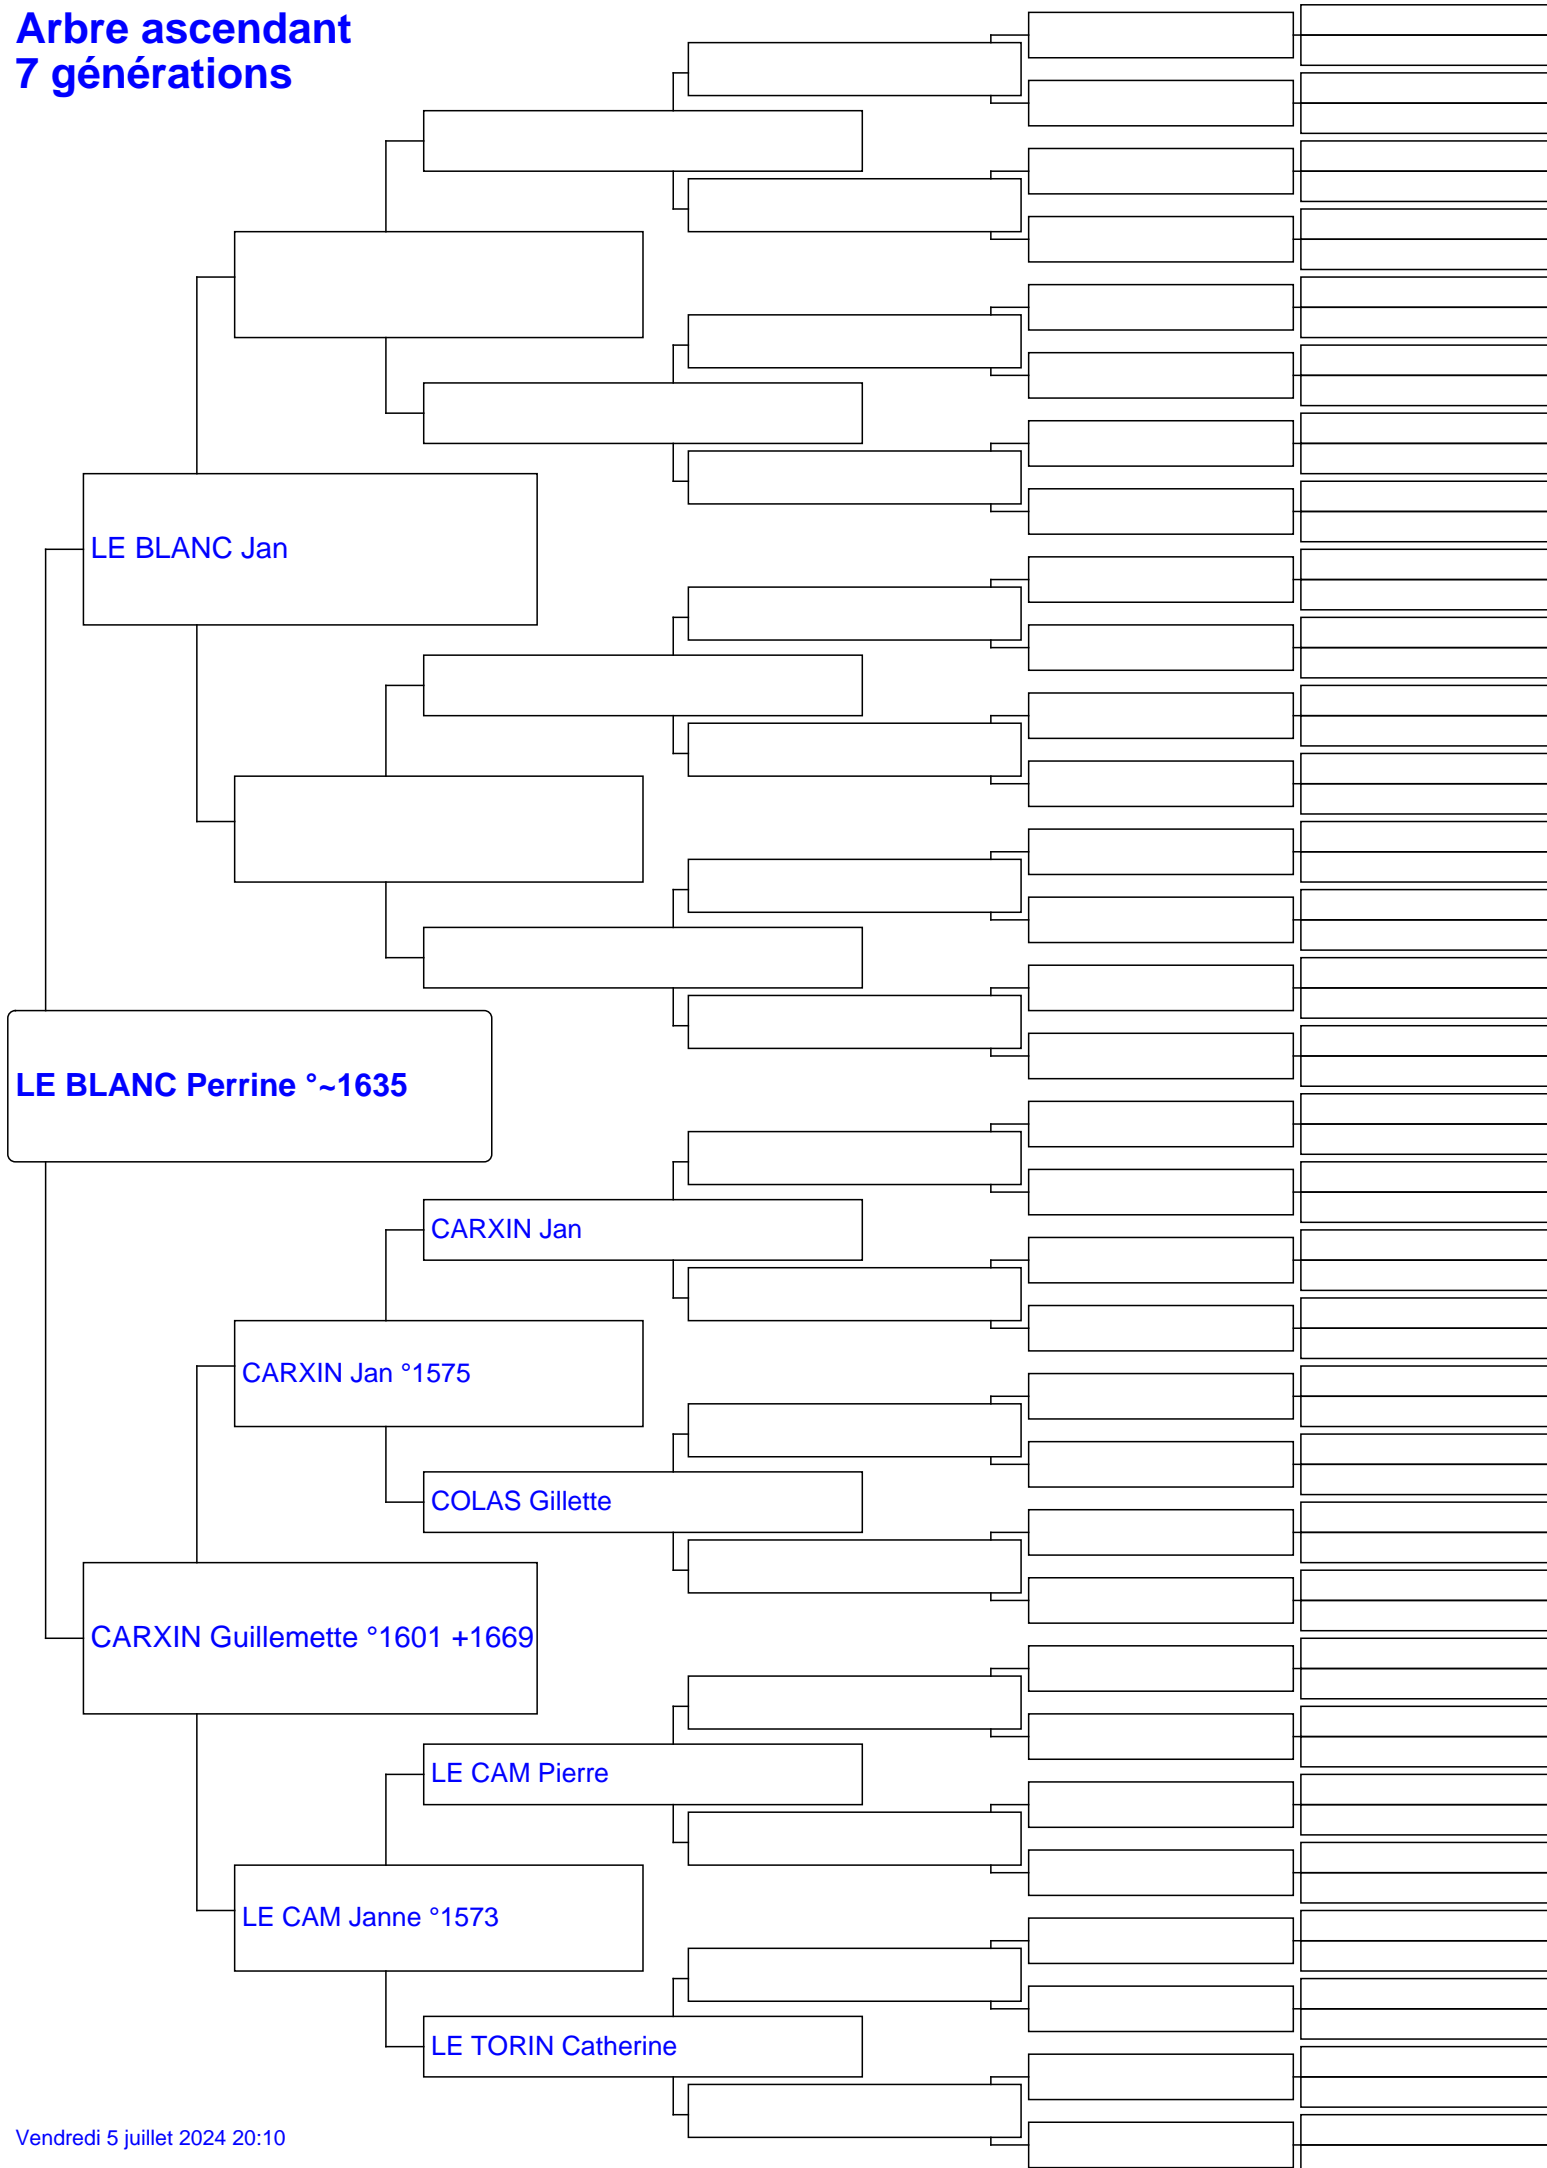 Arbre ascendant
7 générations
LE BLANC Jan
LE BLANC Perrine °~1635
CARXIN Jan
CARXIN Jan °1575
COLAS Gillette
CARXIN Guillemette °1601 +1669
LE CAM Pierre
LE CAM Janne °1573
LE TORIN Catherine
Vendredi 5 juillet 2024 20:10